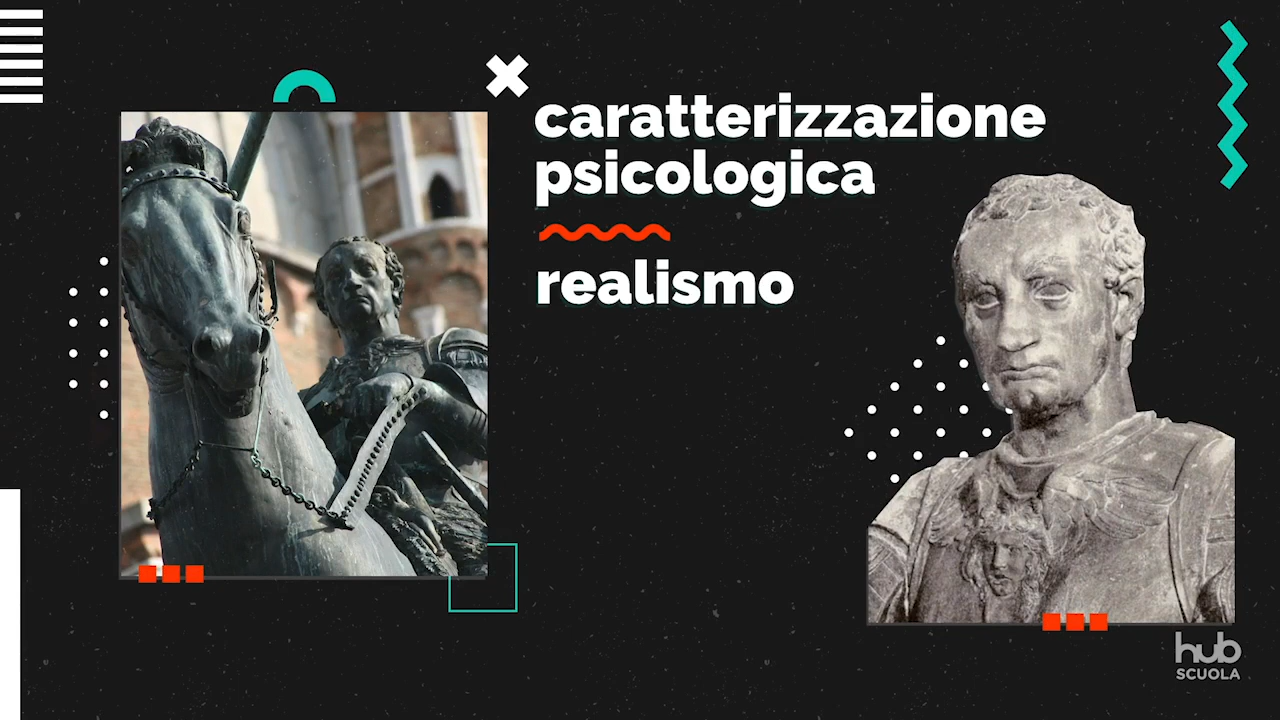 caratterizzazione
psicologica
realismo
hub
SCUOLA